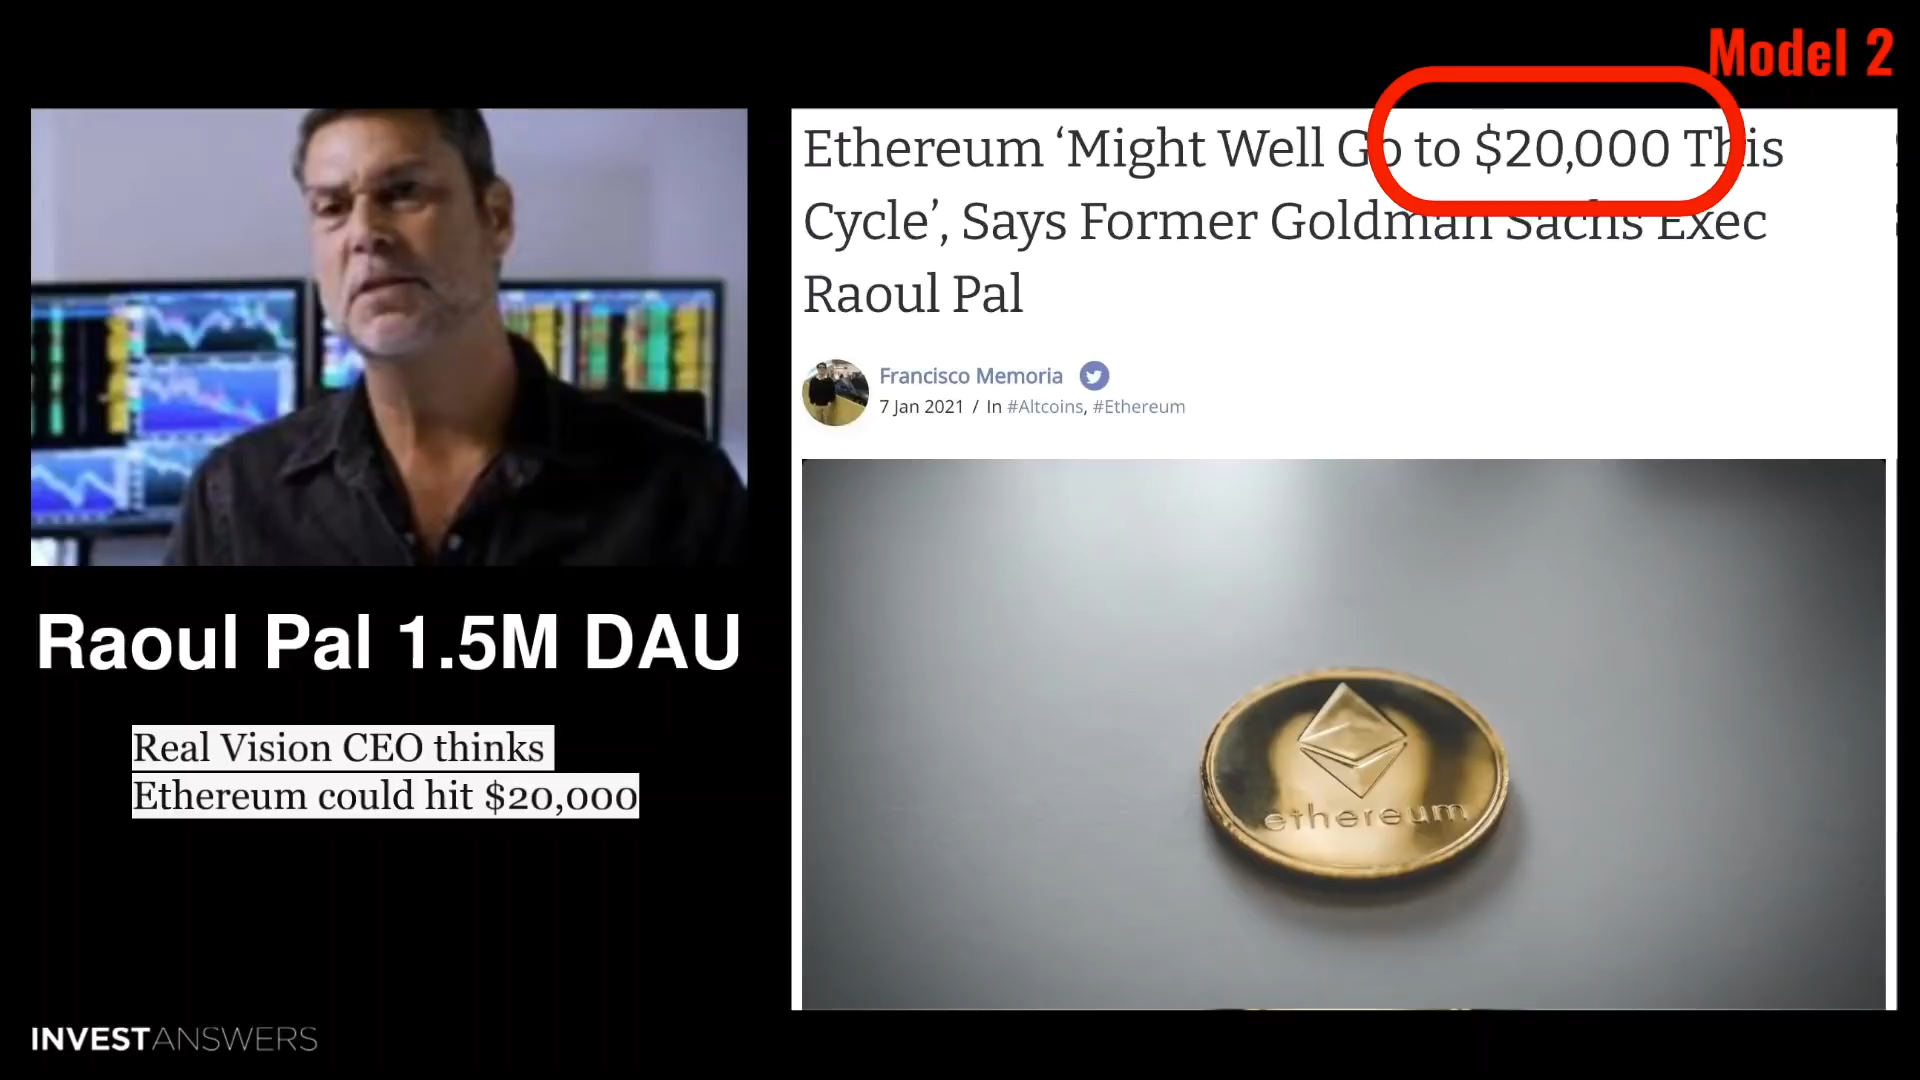 Model 2
Ethereum ‘Might Well Go to $20,000 This
Cycle’, Says Former Goldman Sachs Exec
Raoul Pal
Francisco Memoria
7 Jan 2021 / In #Altcoins, #Ethereum
ethereum
Raoul Pal 1.5M DAU
Real Vision CEO thinks
Ethereum could hit $20,000
INVESTANSWERS